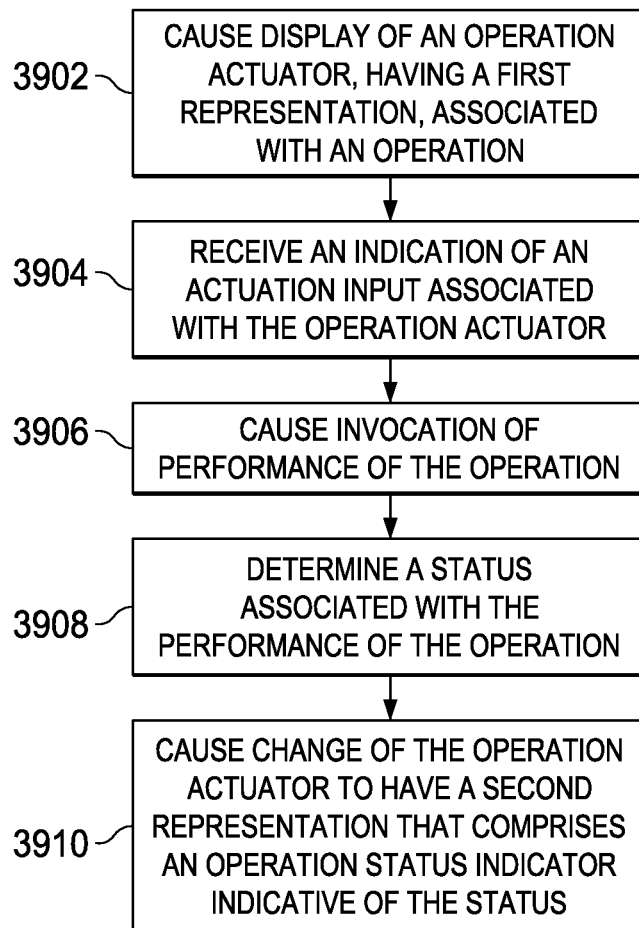 3902
CAUSE DISPLAY OF AN OPERATION
ACTUATOR, HAVING A FIRST
REPRESENTATION, ASSOCIATED
WITH AN OPERATION
3904
RECEIVE AN INDICATION OF AN
ACTUATION INPUT ASSOCIATED
WITH THE OPERATION ACTUATOR
3906
CAUSE INVOCATION OF
PERFORMANCE OF THE OPERATION
3908
DETERMINE A STATUS
ASSOCIATED WITH THE
PERFORMANCE OF THE OPERATION
3910
CAUSE CHANGE OF THE OPERATION
ACTUATOR TO HAVE A SECOND
REPRESENTATION THAT COMPRISES
AN OPERATION STATUS INDICATOR
INDICATIVE OF THE STATUS